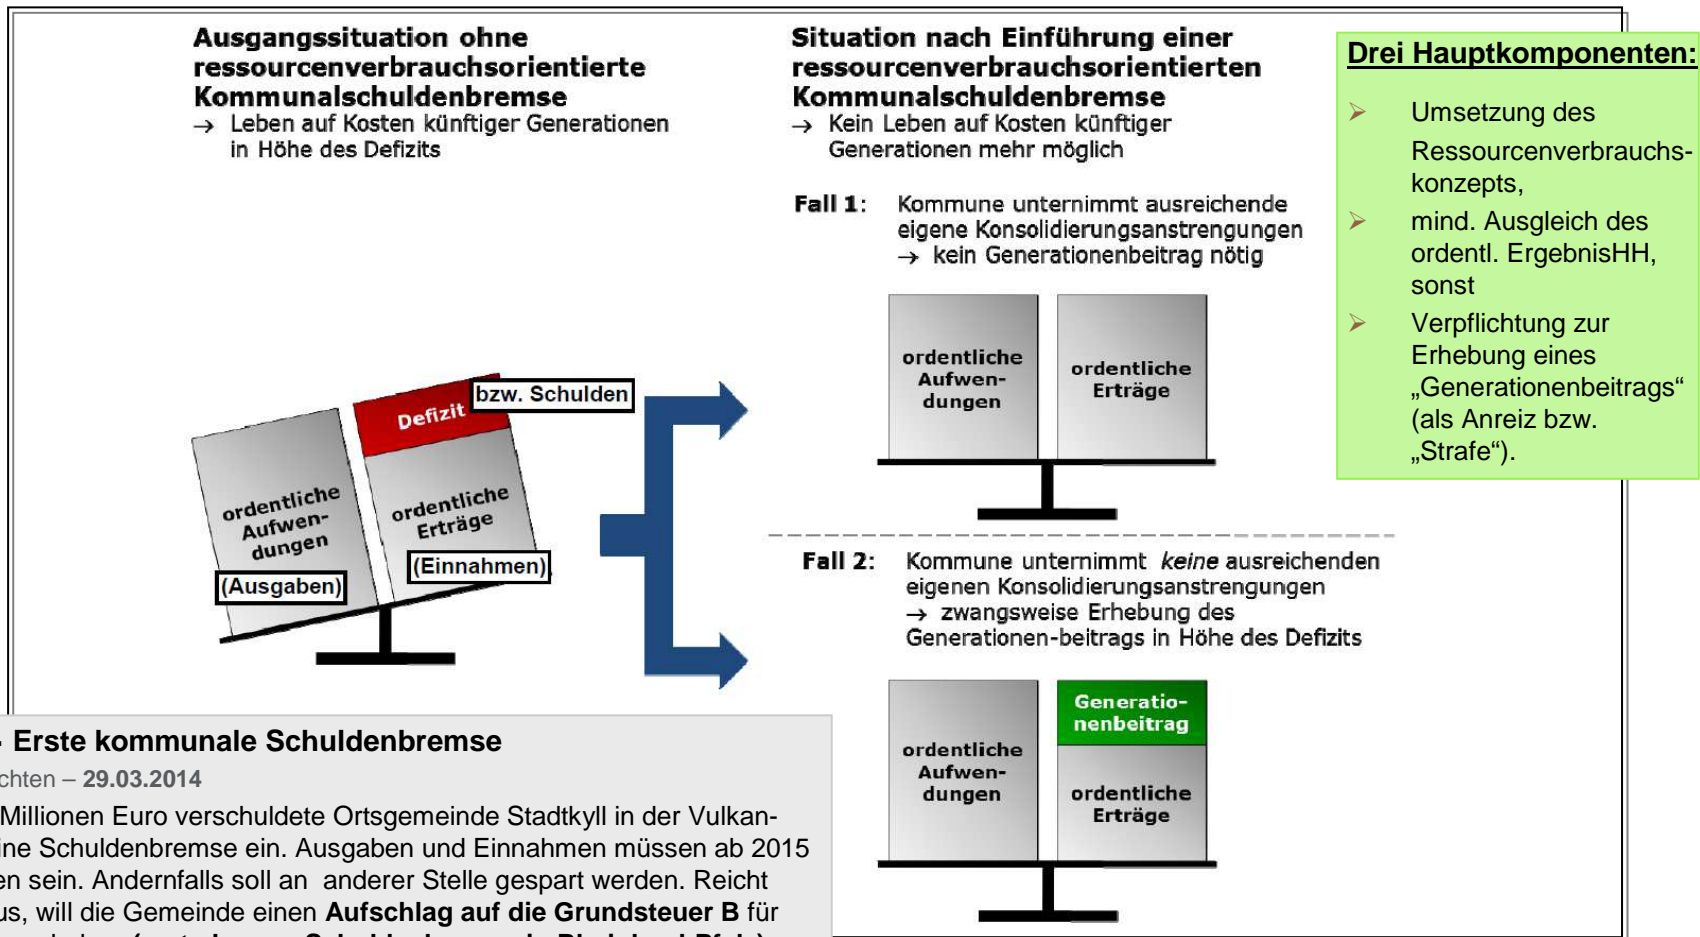 Ausgangssituation ohne
ressourcenverbrauchsorientierte
Kommunalschuldenbremse
→ Leben auf Kosten künftiger Generationen
in Höhe des Defizits
Defizit
bzw. Schulden
ordentliche
Aufwen-
dungen
(Ausgaben)
ordentliche
Erträge
(Einnahmen)
Situation nach Einführung einer
ressourcenverbrauchsorientierten
Kommunalschuldenbremse
→ Kein Leben auf Kosten künftiger
Generationen mehr möglich
Fall 1: Kommune unternimmt ausreichende
eigene Konsolidierungsanstrengungen
→ kein Generationenbeitrag nötig
ordentliche
Aufwen-
dungen
ordentliche
Erträge
Fall 2: Kommune unternimmt keine ausreichenden
eigenen Konsolidierungsanstrengungen
→ zwangsweise Erhebung des
Generationen-beitrags in Höhe des Defizits
ordentliche
Aufwen-
dungen
Generatio-
nenbeitrag
ordentliche
Erträge
Drei Hauptkomponenten:
➢ Umsetzung des
Ressourcenverbrauchs-
konzepts,
➢ mind. Ausgleich des
ordentl. ErgebnisHH,
sonst
➢ Verpflichtung zur
Erhebung eines
„Generationenbeitrags“
(als Anreiz bzw.
„Strafe“).
- Erste kommunale Schuldenbremse
chten – 29.03.2014
Millionen Euro verschuldete Ortsgemeinde Stadtkyll in der Vulkan-
ine Schuldenbremse ein. Ausgaben und Einnahmen müssen ab 2015
en sein. Andernfalls soll an anderer Stelle gespart werden. Reicht
us, will die Gemeinde einen Aufschlag auf die Grundsteuer B für